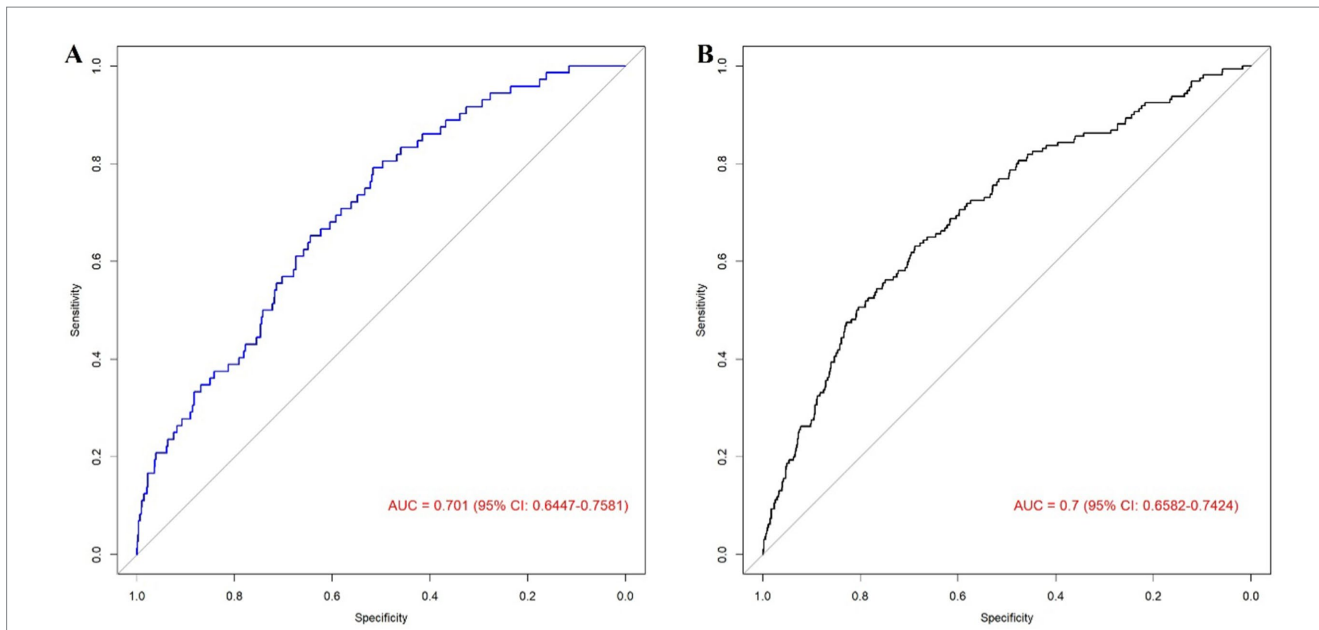 A
1.0
0.8
0.6
0.4
0.2
0.0
Sensitivity
AUC = 0.701 (95% CI: 0.6447-0.7581)
1.0 0.8 0.6 0.4 0.2 0.0
Specificity
B
1.0
0.8
0.6
0.4
0.2
0.0
Sensitivity
AUC = 0.7 (95% CI: 0.6582-0.7424)
1.0 0.8 0.6 0.4 0.2 0.0
Specificity